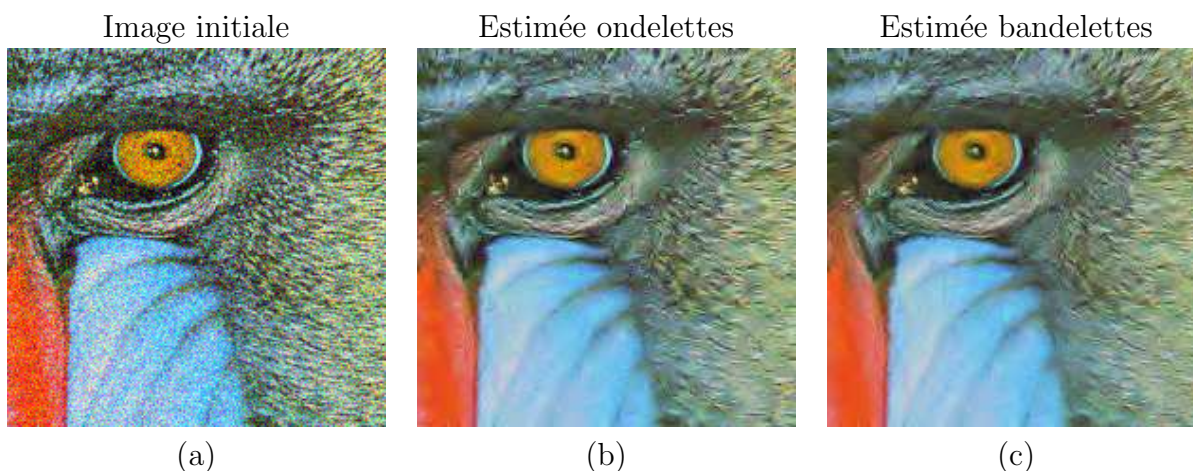 Image initiale
Estimée ondelettes
Estimée bandelettes
(a)
(b)
(c)